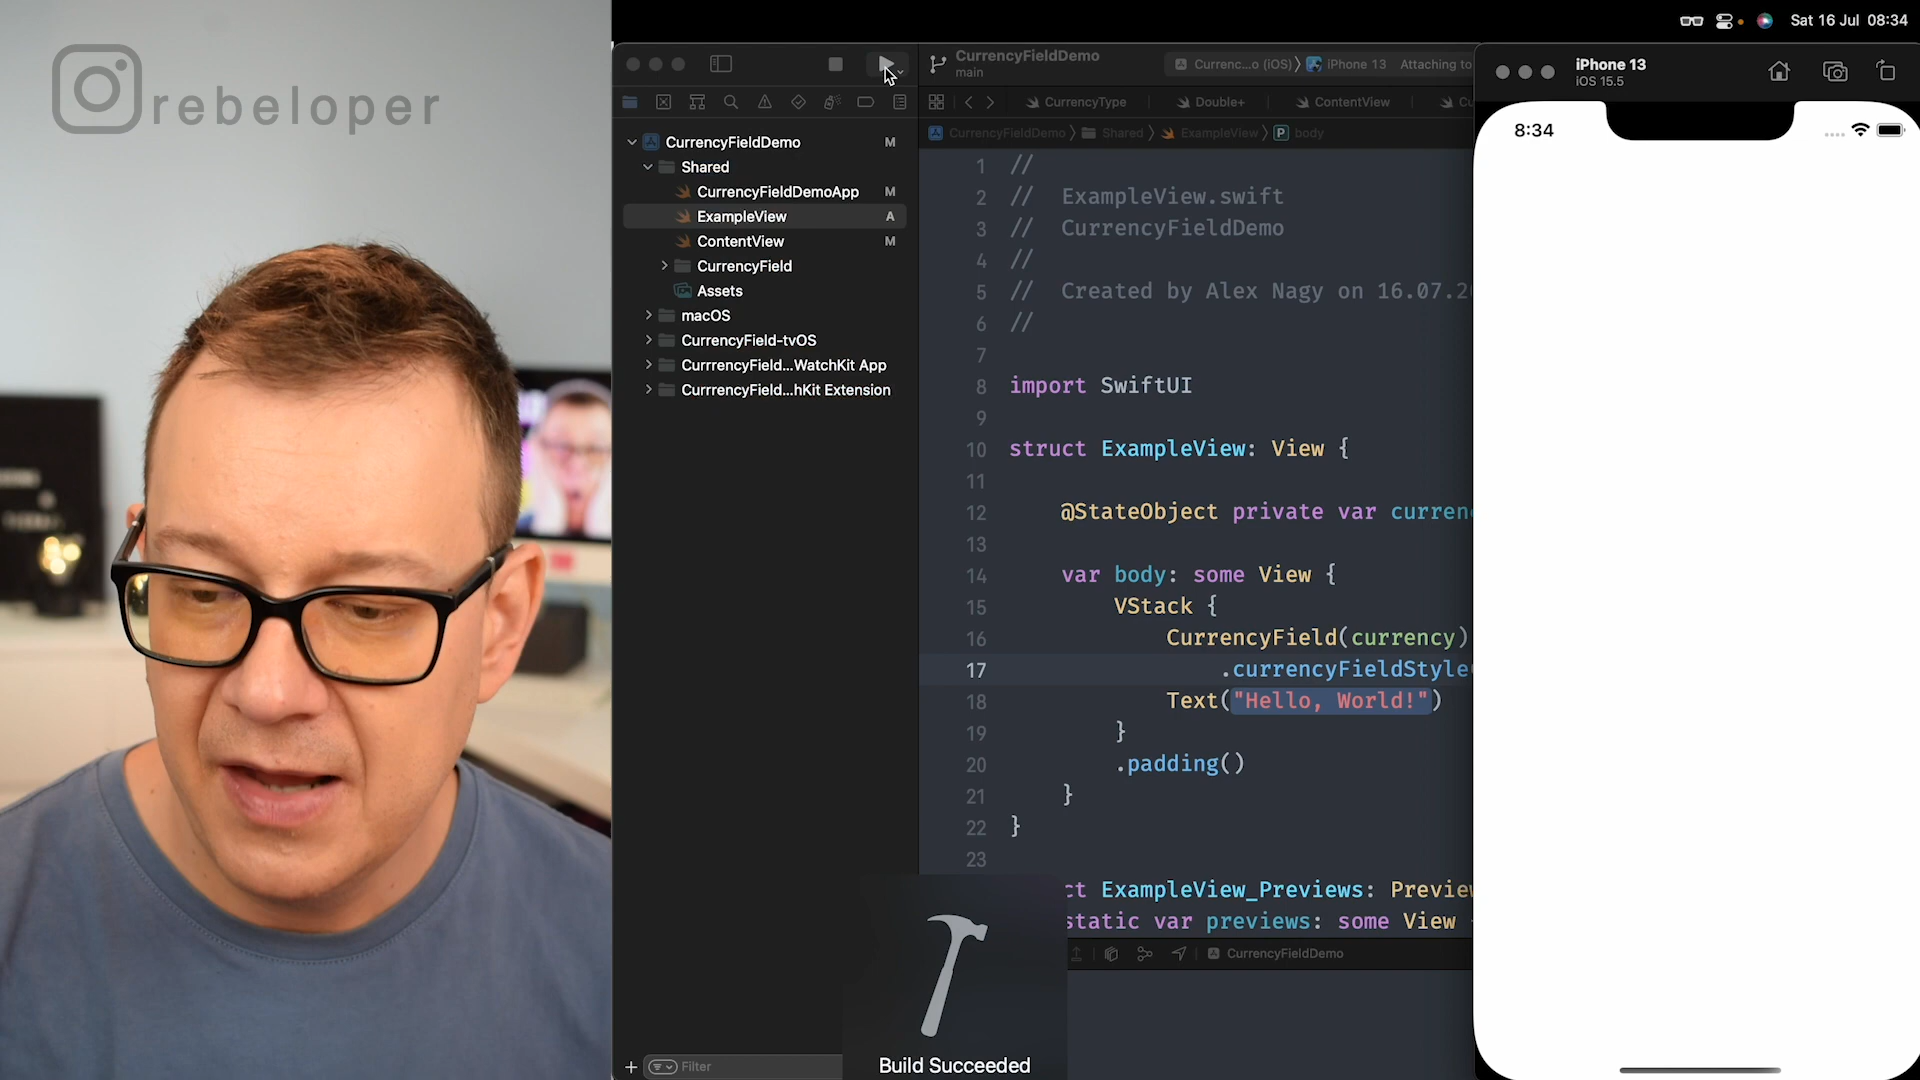 rebeloper
Sat 16 Jul 08:34
CurrencyFieldDemo
main
Currenc...o (iOS)
iPhone 13
Attaching to
iPhone 13
iOS 15.5
CurrencyType
Double+
ContentView
CurrencyFieldDemo
Shared
ExampleView
P
body
8:34
CurrencyFieldDemo M
Shared
CurrencyFieldDemoApp M
ExampleView A
ContentView M
CurrencyField
Assets
macOS
CurrencyField-tvOS
CurrrencyField...WatchKit App
CurrrencyField...hKit Extension
1 //
2 // ExampleView.swift
3 // CurrencyFieldDemo
4 //
5 // Created by Alex Nagy on 16.07.2
6 //
7
8 import SwiftUI
9
10 struct ExampleView: View {
11
12 @StateObject private var curren
13
14 var body: some View {
15 VStack {
16 CurrencyField(currency)
17 .currencyFieldStyle
18 Text("Hello, World!")
19 }
20 .padding()
21 }
22 }
23
ct ExampleView_Previews: Preview
static var previews: some View
CurrencyFieldDemo
Filter
Build Succeeded